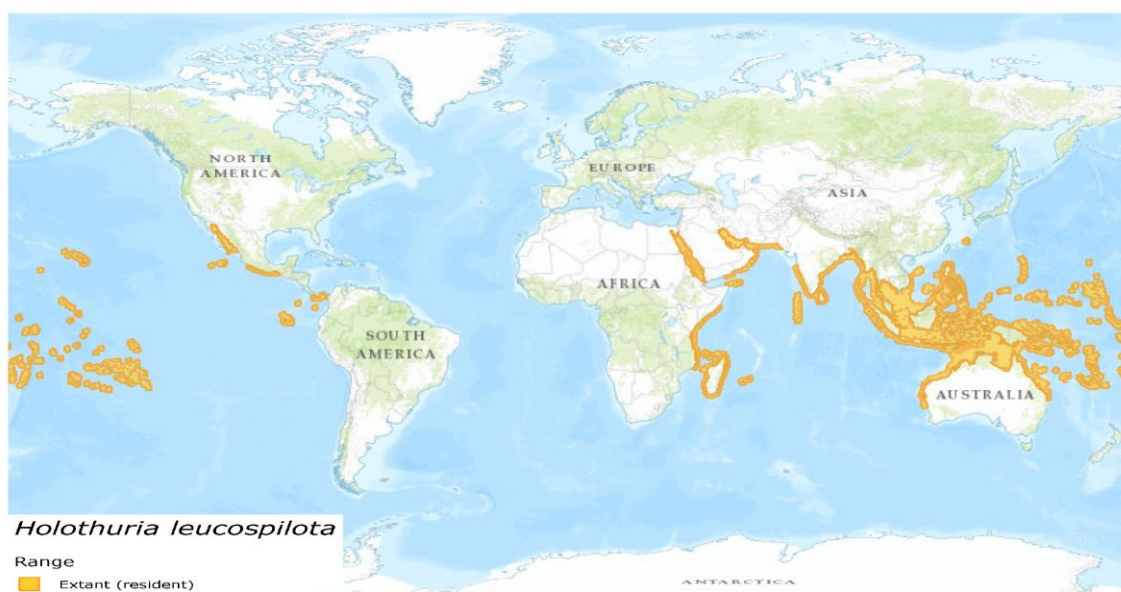 NORTH
AMERICA
EUROPE
ASIA
AFRICA
SOUTH
AMERICA
AUSTRALIA
ANTARCTICA
Holothuria leucospilota
Range
Extant (resident)